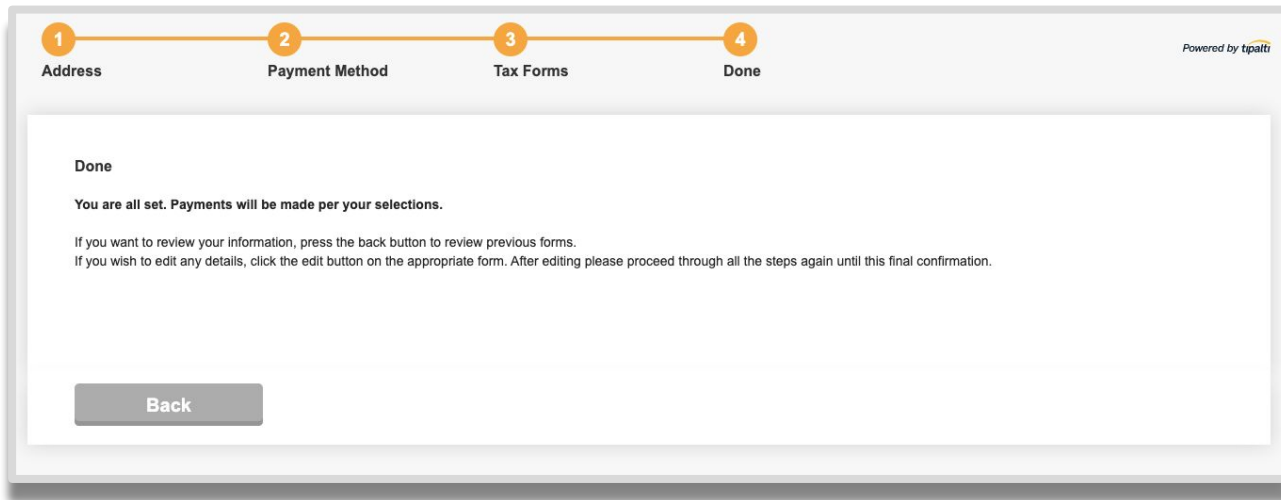 1 2 3 4
Address Payment Method Tax Forms Done
Powered by tipalti
Done
You are all set. Payments will be made per your selections.
If you want to review your information, press the back button to review previous forms.
If you wish to edit any details, click the edit button on the appropriate form. After editing please proceed through all the steps again until this final confirmation.
Back